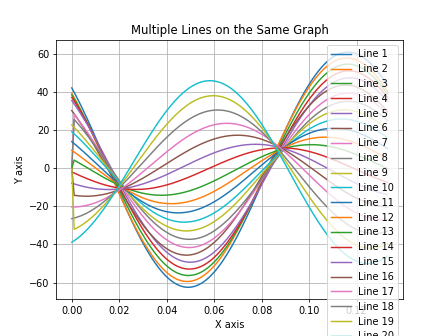 Multiple Lines on the Same Graph
60
40
20
0
−20
−40
−60
Y axis
0.00
0.02
0.04
0.06
0.08
0.10
X axis
Line 1
Line 2
Line 3
Line 4
Line 5
Line 6
Line 7
Line 8
Line 9
Line 10
Line 11
Line 12
Line 13
Line 14
Line 15
Line 16
Line 17
Line 18
Line 19
Line 20